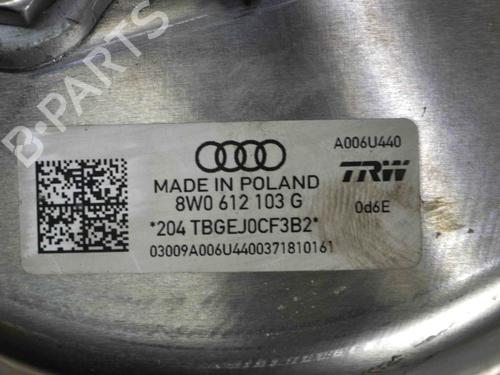 B-PARTS
A006U440
MADE IN POLAND
TRW
8W0 612 103 G
0d6E
*204 TBGEJ0CF3B2*
03009A006U4400371810161